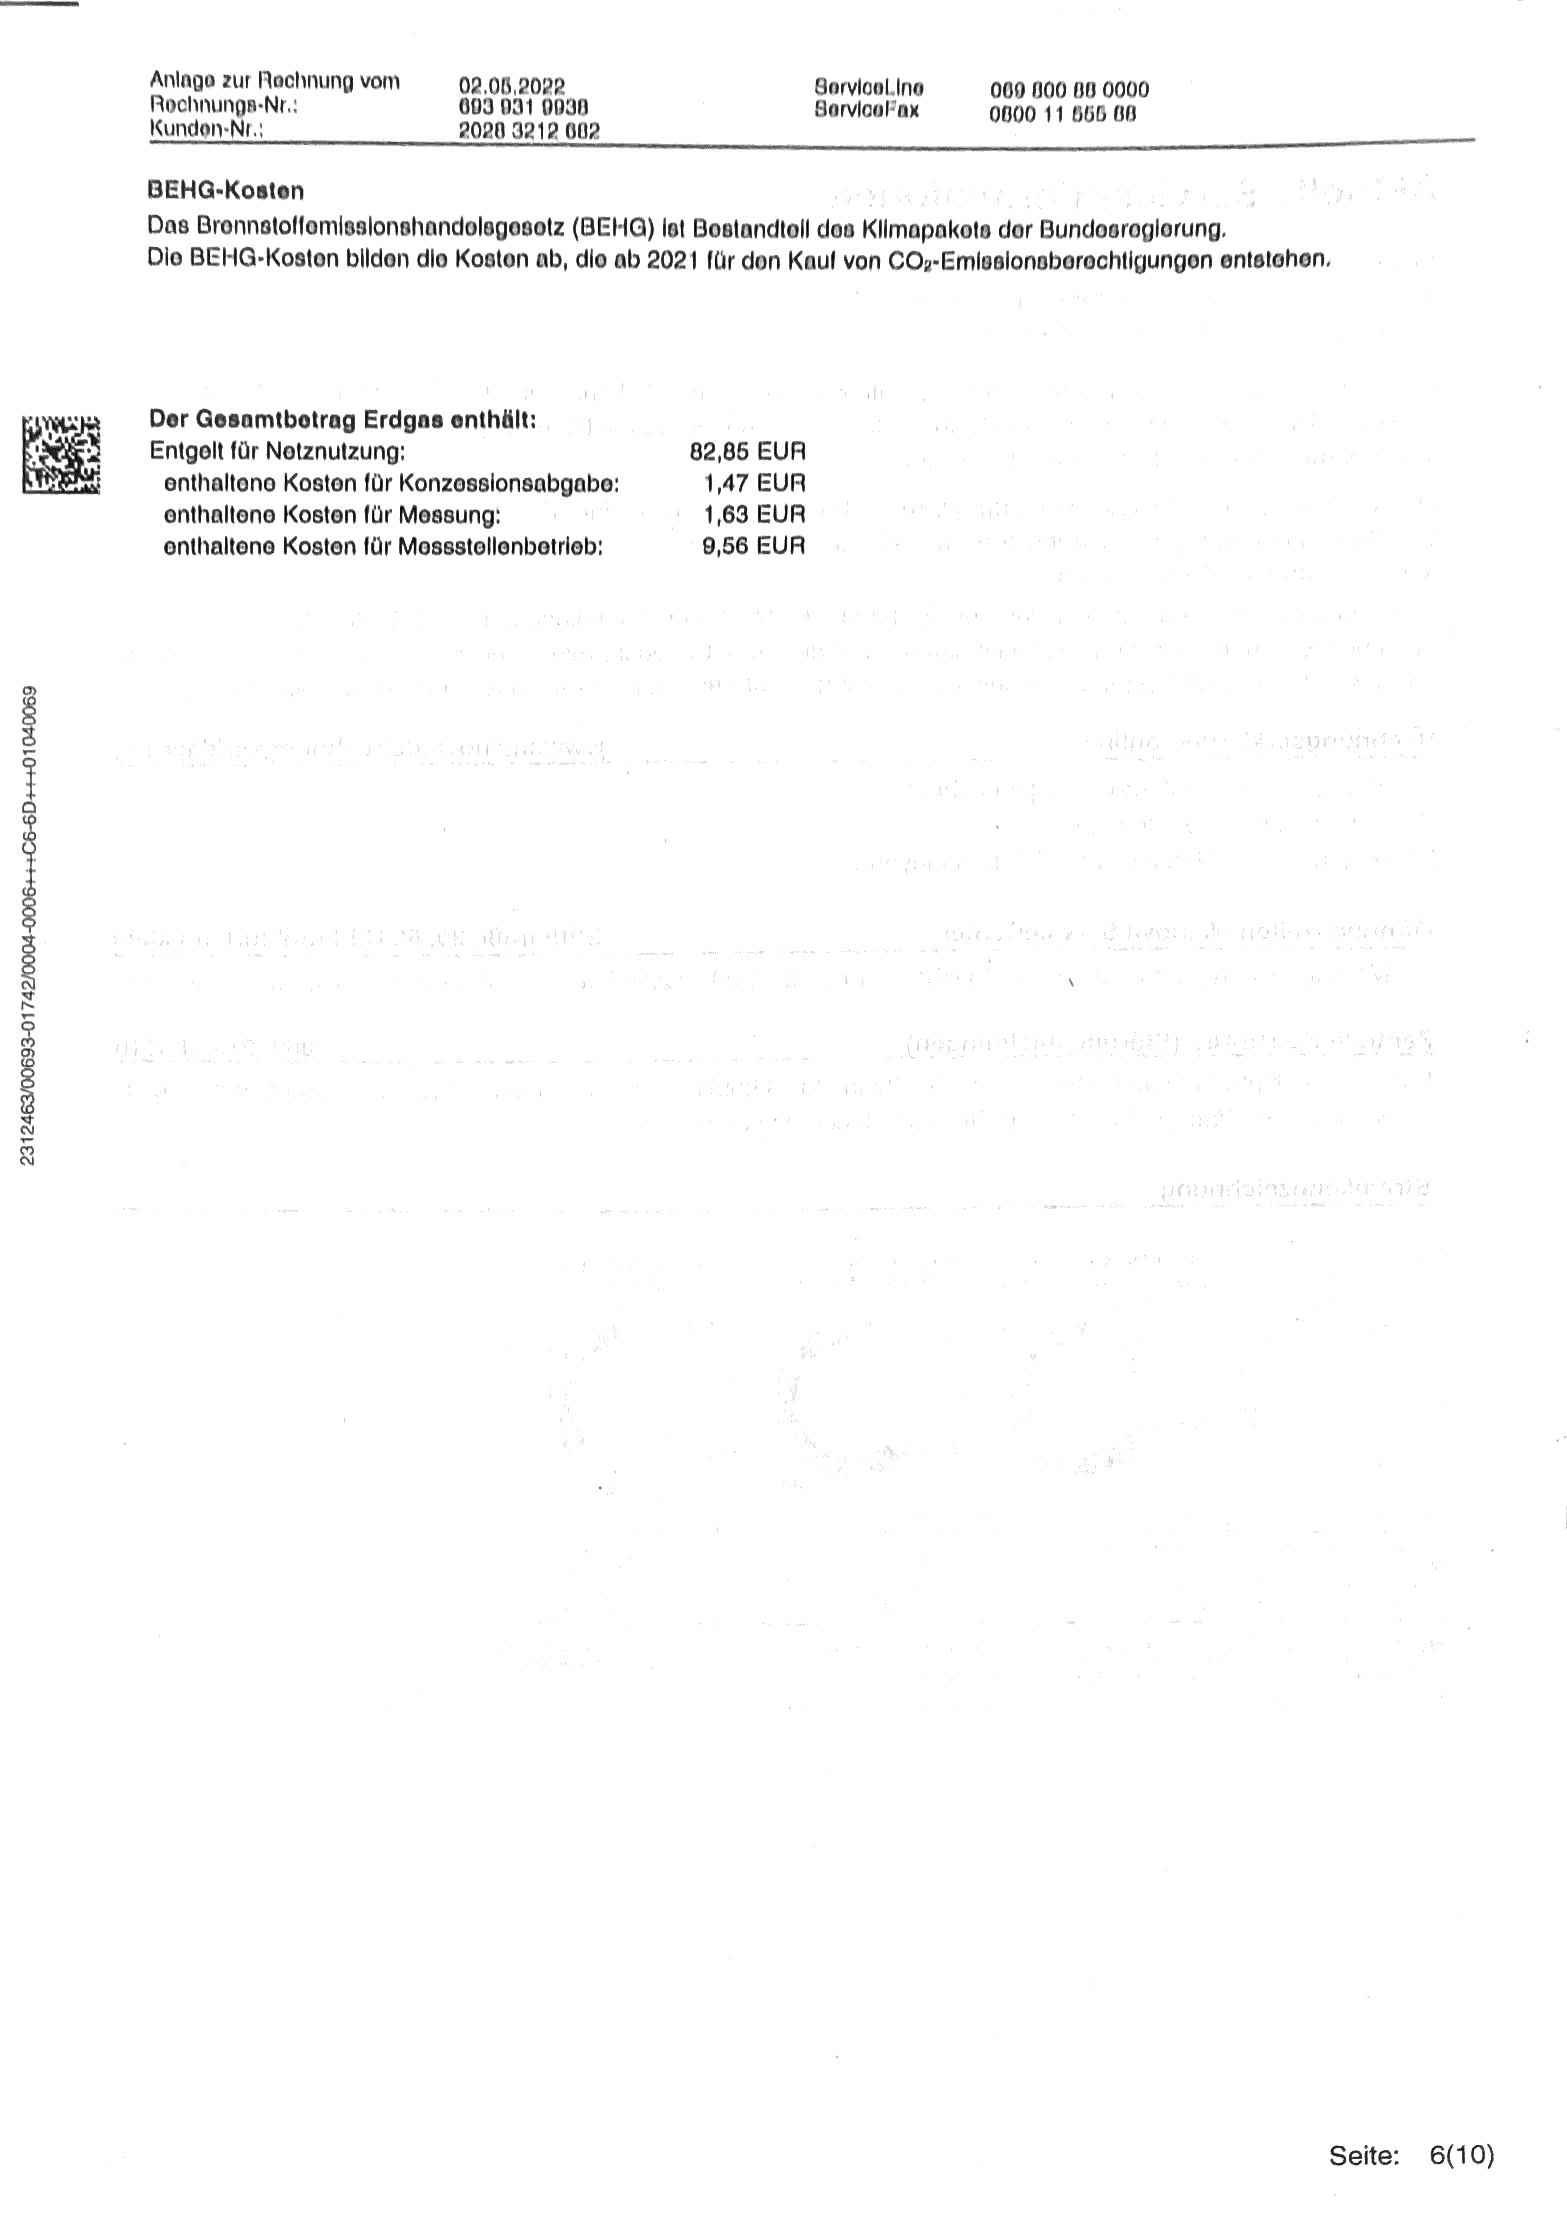 Anlage zur Rechnung vom 02.05.2022 ServiceLine 069 800 88 0000
Rechnungs-Nr.: 693 931 9938 ServiceFax 0800 11 555 88
Kunden-Nr.: 2028 3212 682
BEHG-Kosten
Das Brennstoffemissionshandelsgesetz (BEHG) ist Bestandteil des Klimapakets der Bundesregierung.
Die BEHG-Kosten bilden die Kosten ab, die ab 2021 für den Kauf von CO₂-Emissionsberechtigungen entstehen.
Der Gesamtbetrag Erdgas enthält:
Entgelt für Netznutzung: 82,85 EUR
enthaltene Kosten für Konzessionsabgabe: 1,47 EUR
enthaltene Kosten für Messung: 1,63 EUR
enthaltene Kosten für Messstellenbetrieb: 9,56 EUR
2312463/00693-01742/0004-0006+++C6-6D+++01040069
Seite: 6(10)